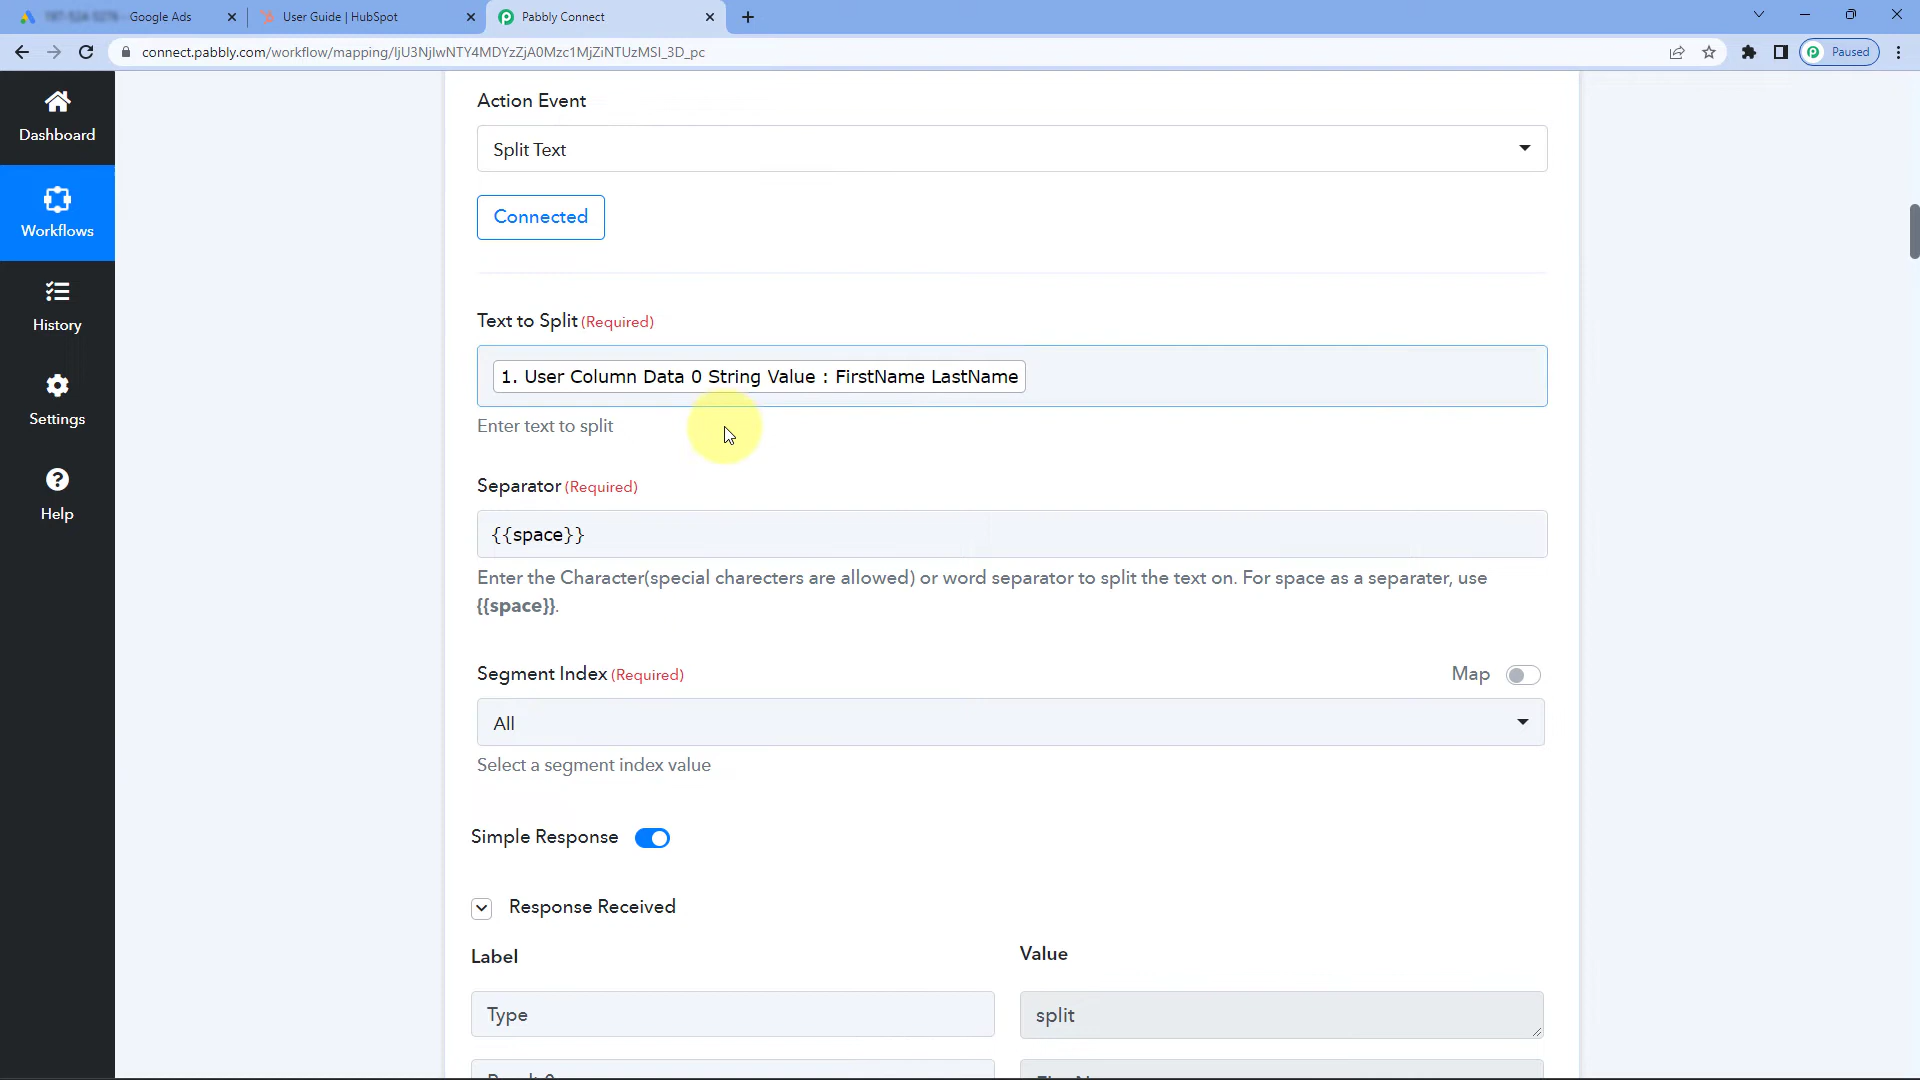 Google Ads
User Guide | HubSpot
Pabbly Connect
connect.pabbly.com/workflow/mapping/IjU3NjIwNTY4MDYzZjA0Mzc1MjZiNTUzMSI_3D_pc
Paused
Dashboard
Workflows
History
Settings
Help
Action Event
Split Text
Connected
Text to Split (Required)
1. User Column Data 0 String Value : FirstName LastName
Enter text to split
Separator (Required)
{{space}}
Enter the Character(special charecters are allowed) or word separator to split the text on. For space as a separater, use
{{space}}.
Segment Index (Required)
Map
All
Select a segment index value
Simple Response
Response Received
Label
Value
Type
split